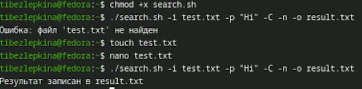 tibezlepkina@fedora:~$ chmod +x search.sh
tibezlepkina@fedora:~$ ./search.sh -i test.txt -p "Hi" -C -n -o result.txt
Ошибка: файл 'test.txt' не найден
tibezlepkina@fedora:~$ touch test.txt
tibezlepkina@fedora:~$ nano test.txt
tibezlepkina@fedora:~$ ./search.sh -i test.txt -p "Hi" -C -n -o result.txt
Результат записан в result.txt